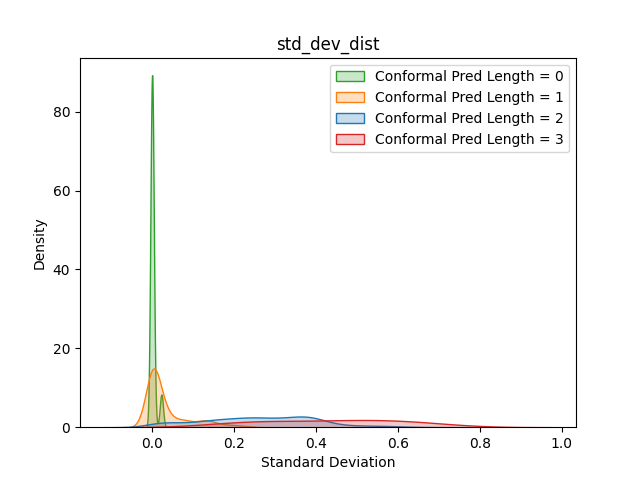 std_dev_dist
Conformal Pred Length = 0
Conformal Pred Length = 1
Conformal Pred Length = 2
Conformal Pred Length = 3
Density
80
60
40
20
0
0.0 0.2 0.4 0.6 0.8 1.0
Standard Deviation